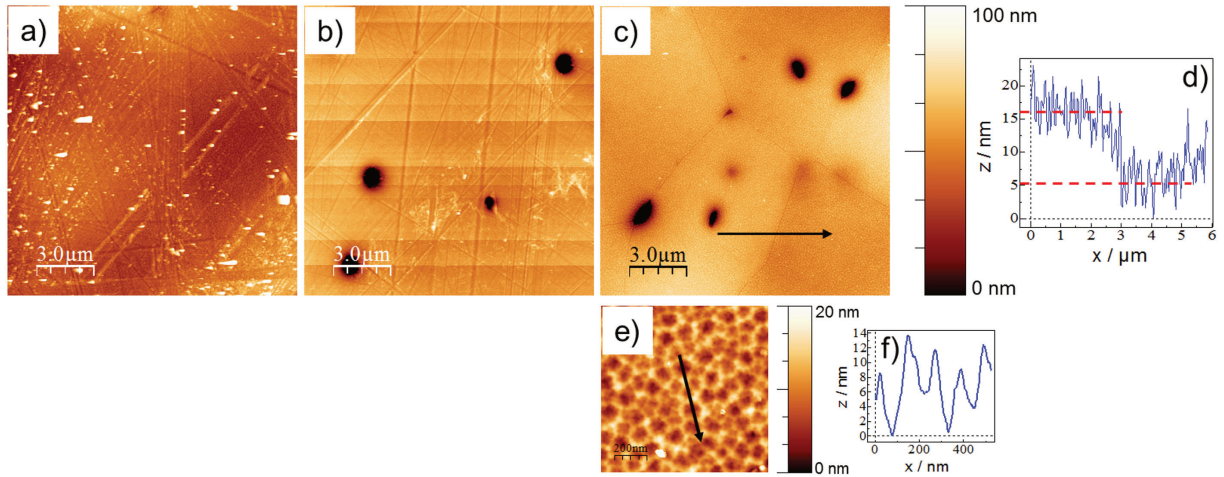 a)
3.0µm
b)
3.0µm
c)
3.0µm
100 nm
0 nm
d)
z / nm
20
15
10
5
0
0 1 2 3 4 5 6
x / µm
e)
200nm
20 nm
0 nm
f)
z / nm
14
12
10
8
6
4
2
0
0 200 400
x / nm